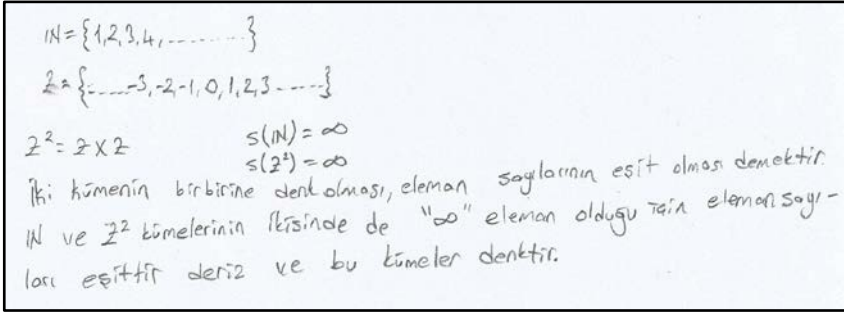 IN = {1,2,3,4,.........}
Z = {......-3,-2,-1,0,1,2,3.....}
Z² = Z x Z
s(IN) = ∞
s(Z²) = ∞
İki kümenin birbirine denk olması, eleman sayılarının eşit olması demektir.
IN ve Z² kümelerinin ikisinde de "∞" eleman olduğu için eleman sayı-
ları eşittir deriz ve bu kümeler denktir.